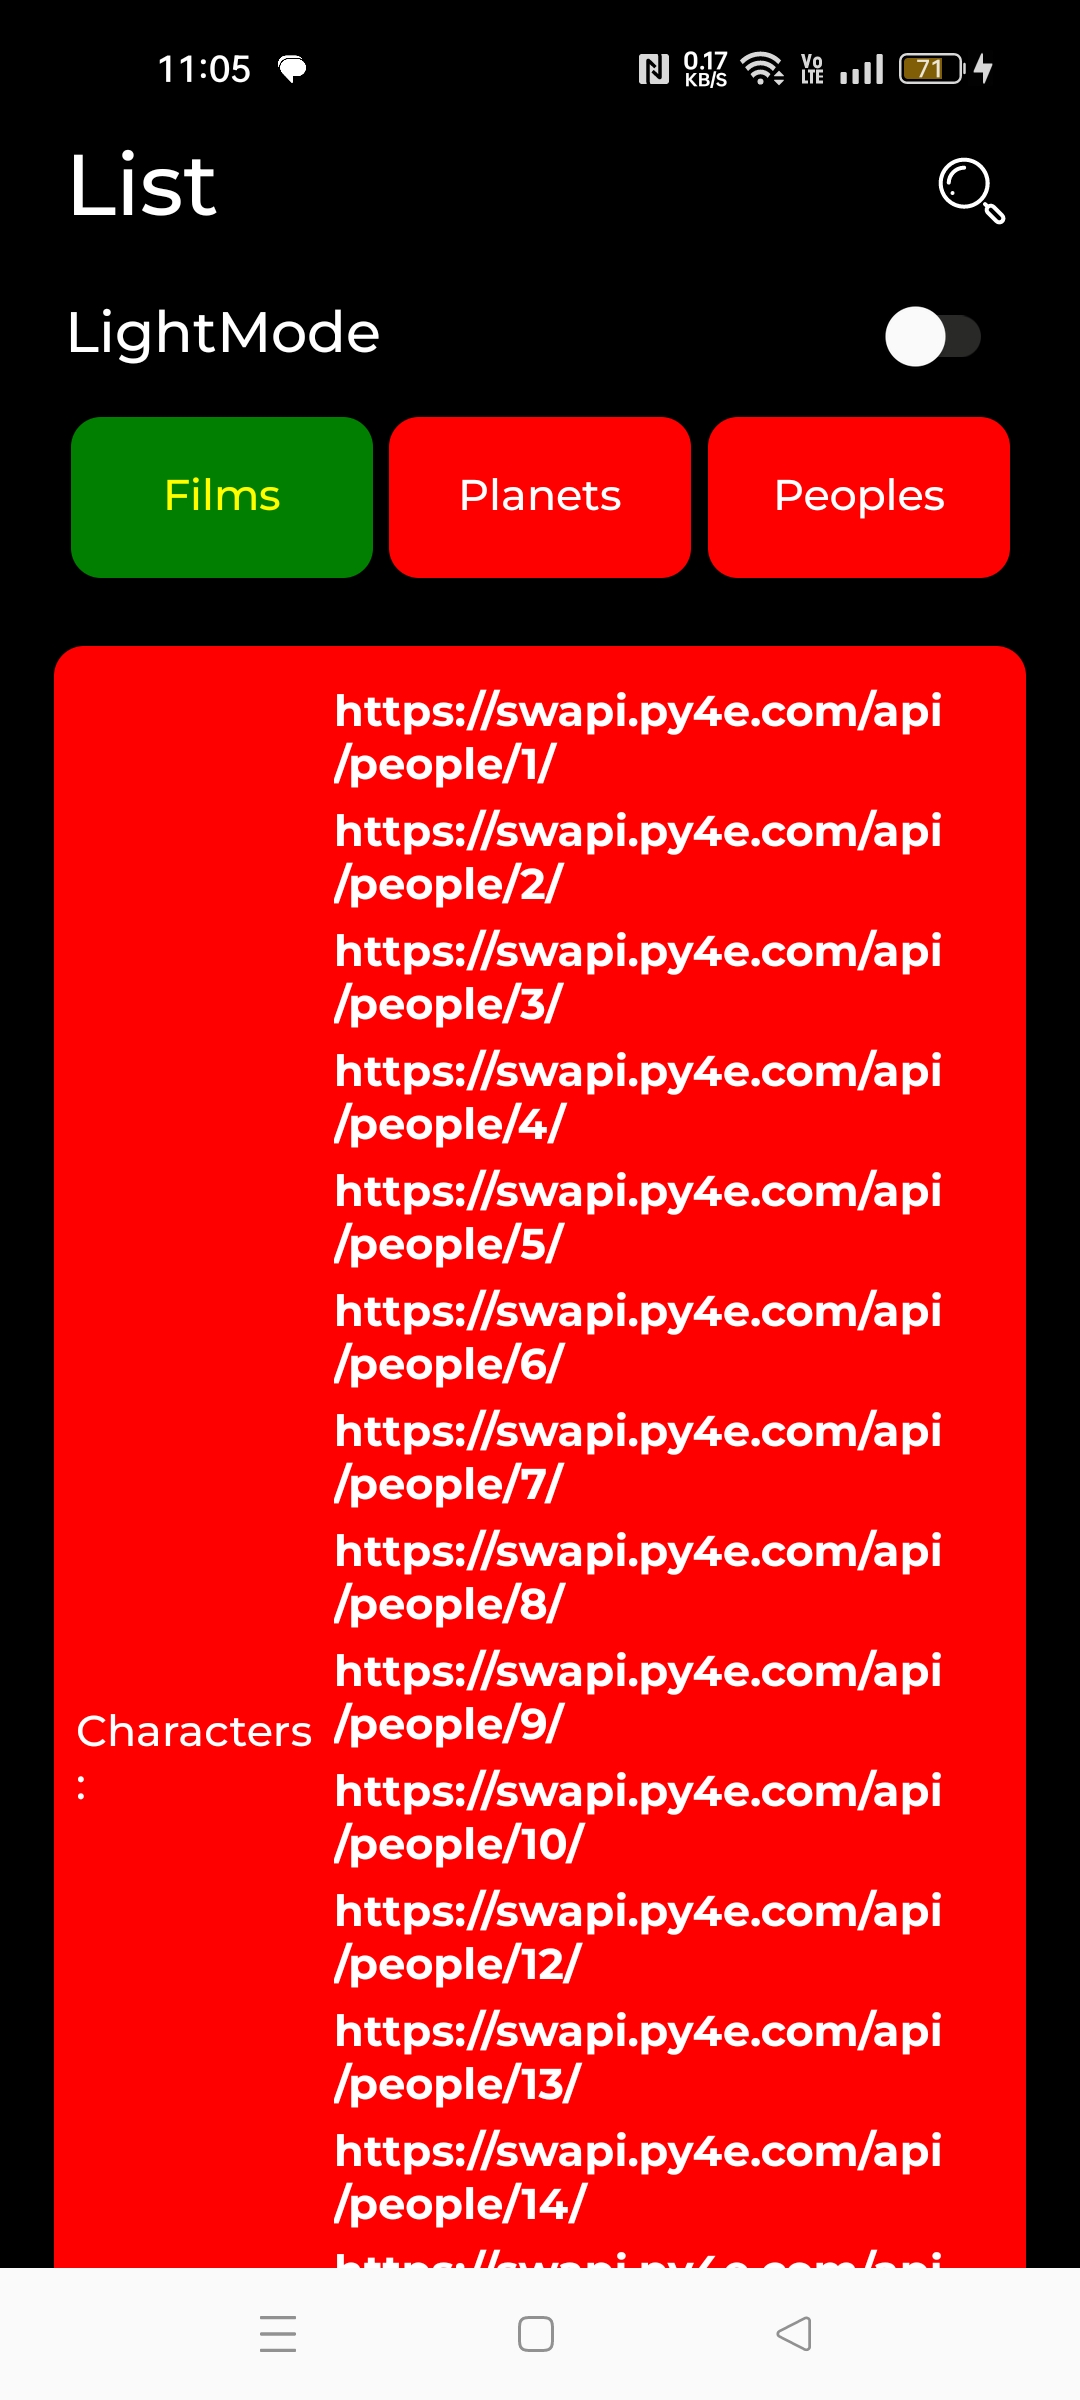 11:05
0.17
KB/S
Vo
LTE
71
List
LightMode
Films
Planets
Peoples
https://swapi.py4e.com/api
/people/1/
https://swapi.py4e.com/api
/people/2/
https://swapi.py4e.com/api
/people/3/
https://swapi.py4e.com/api
/people/4/
https://swapi.py4e.com/api
/people/5/
https://swapi.py4e.com/api
/people/6/
https://swapi.py4e.com/api
/people/7/
https://swapi.py4e.com/api
/people/8/
https://swapi.py4e.com/api
/people/9/
Characters
:
https://swapi.py4e.com/api
/people/10/
https://swapi.py4e.com/api
/people/12/
https://swapi.py4e.com/api
/people/13/
https://swapi.py4e.com/api
/people/14/
https://swapi.py4e.com/api